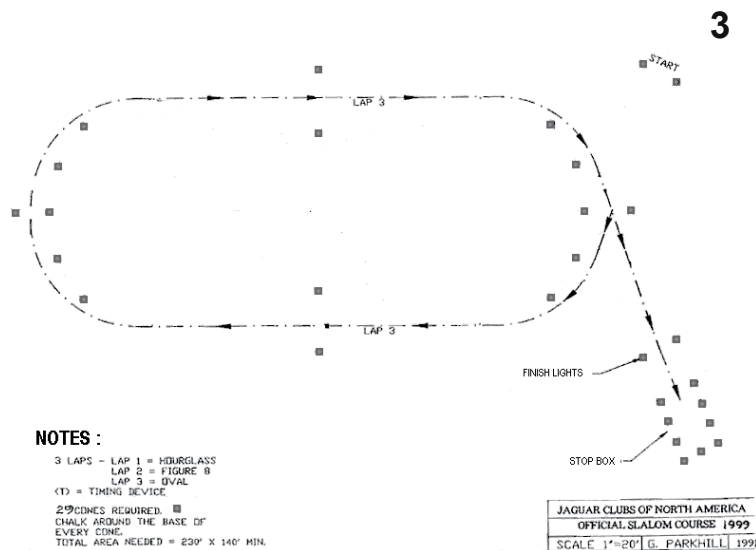 3
START
LAP 3
LAP 3
FINISH LIGHTS
STOP BOX
NOTES :
3 LAPS - LAP 1 = HOURGLASS
LAP 2 = FIGURE 8
LAP 3 = OVAL
(T) = TIMING DEVICE
29 CONES REQUIRED.
CHALK AROUND THE BASE OF
EVERY CONE.
TOTAL AREA NEEDED = 230' X 140' MIN.
JAGUAR CLUBS OF NORTH AMERICA
OFFICIAL SLALOM COURSE 1999
SCALE 1"=20' G. PARKHILL